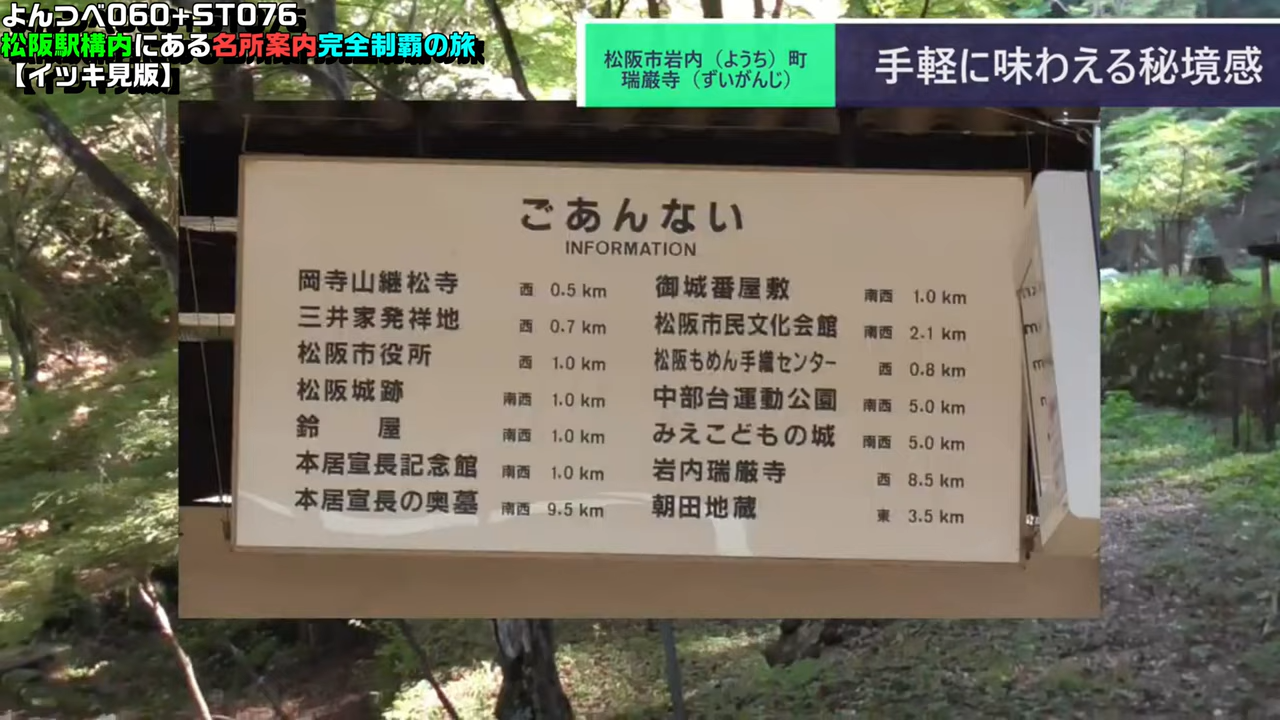 よんつべ060+ST076
松阪駅構内にある名所案内完全制覇の旅
【イツキ見版】
松阪市岩内（ようち）町
瑞巌寺（ずいがんじ）
手軽に味わえる秘境感
ごあんない
INFORMATION
岡寺山継松寺 西 0.5 km
三井家発祥地 西 0.7 km
松阪市役所 西 1.0 km
松阪城跡 南西 1.0 km
鈴屋 南西 1.0 km
本居宣長記念館 南西 1.0 km
本居宣長の奥墓 南西 9.5 km
御城番屋敷 南西 1.0 km
松阪市民文化会館 南西 2.1 km
松阪もめん手織センター 西 0.8 km
中部台運動公園 南西 5.0 km
みえこどもの城 南西 5.0 km
岩内瑞厳寺 西 8.5 km
朝田地蔵 東 3.5 km